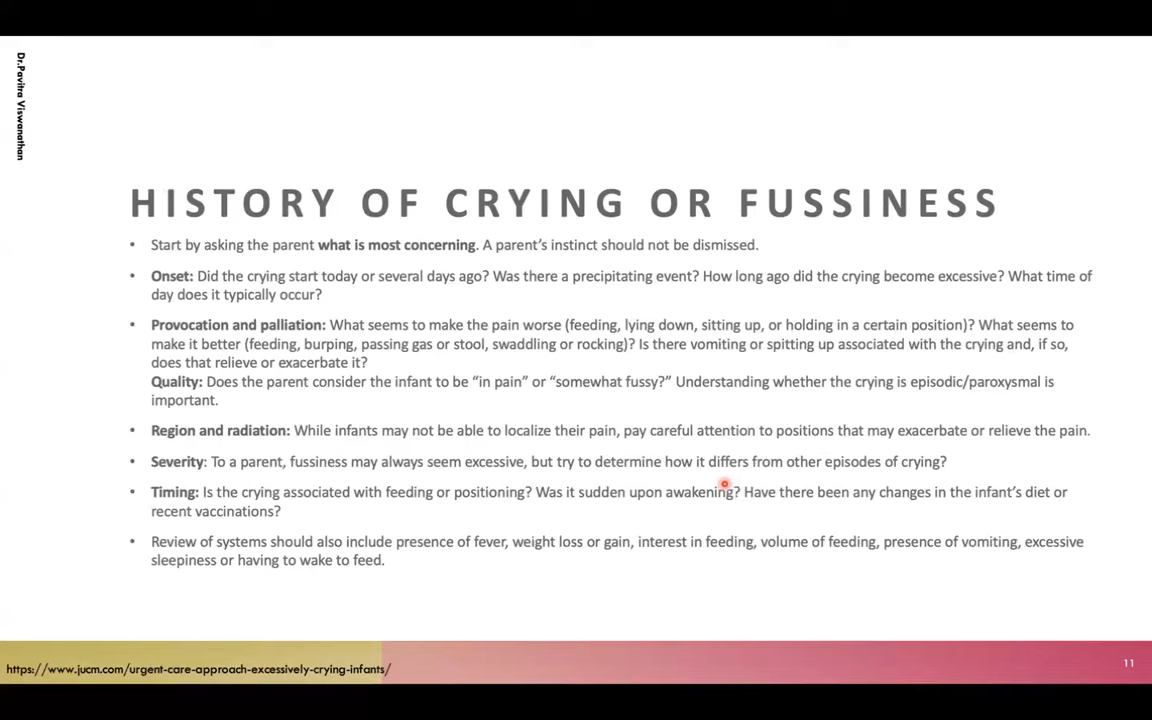 Dr.Pavitra Viswanathan
HISTORY OF CRYING OR FUSSINESS
• Start by asking the parent what is most concerning. A parent's instinct should not be dismissed.
• Onset: Did the crying start today or several days ago? Was there a precipitating event? How long ago did the crying become excessive? What time of
day does it typically occur?
• Provocation and palliation: What seems to make the pain worse (feeding, lying down, sitting up, or holding in a certain position)? What seems to
make it better (feeding, burping, passing gas or stool, swaddling or rocking)? Is there vomiting or spitting up associated with the crying and, if so,
does that relieve or exacerbate it?
Quality: Does the parent consider the infant to be “in pain” or “somewhat fussy?” Understanding whether the crying is episodic/paroxysmal is
important.
• Region and radiation: While infants may not be able to localize their pain, pay careful attention to positions that may exacerbate or relieve the pain.
• Severity: To a parent, fussiness may always seem excessive, but try to determine how it differs from other episodes of crying?
• Timing: Is the crying associated with feeding or positioning? Was it sudden upon awakening? Have there been any changes in the infant's diet or
recent vaccinations?
• Review of systems should also include presence of fever, weight loss or gain, interest in feeding, volume of feeding, presence of vomiting, excessive
sleepiness or having to wake to feed.
https://www.jucm.com/urgent-care-approach-excessively-crying-infants/
11